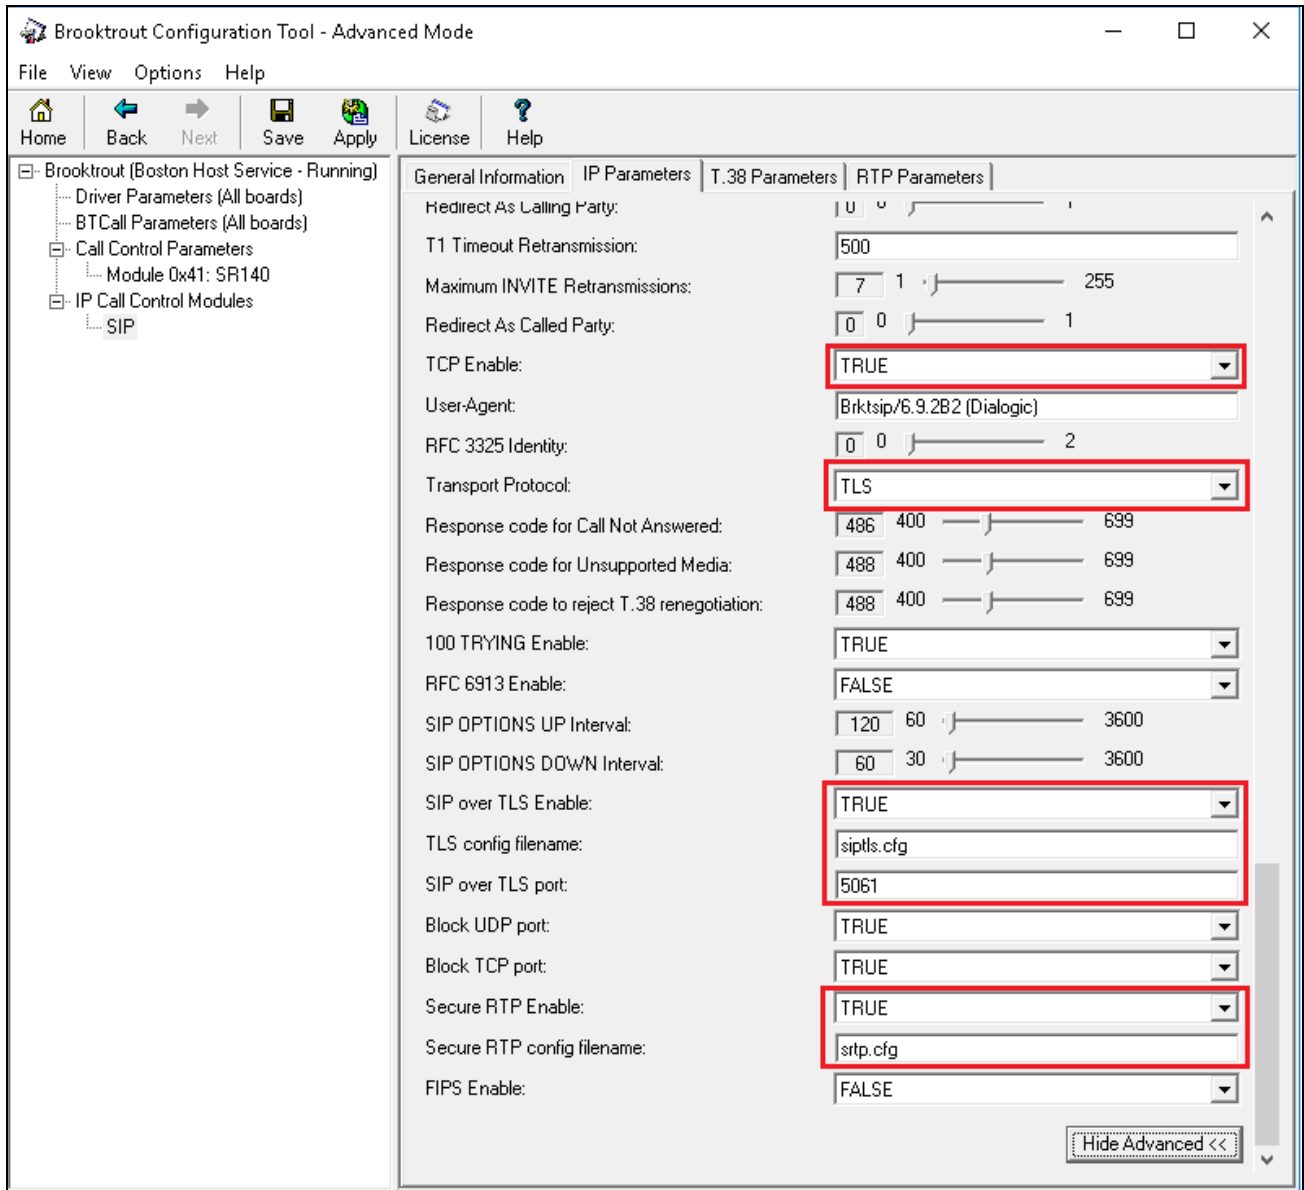 Brooktrout Configuration Tool - Advanced Mode
File View Options Help
Home Back Next Save Apply License Help
Brooktrout (Boston Host Service - Running)
Driver Parameters (All boards)
BTCall Parameters (All boards)
Call Control Parameters
Module 0x41: SR140
IP Call Control Modules
SIP
General Information IP Parameters T.38 Parameters RTP Parameters
Redirect As Calling Party: 0 0 1
T1 Timeout Retransmission: 500
Maximum INVITE Retransmissions: 7 1 255
Redirect As Called Party: 0 0 1
TCP Enable: TRUE
User-Agent: Brktsip/6.9.2B2 (Dialogic)
RFC 3325 Identity: 0 0 2
Transport Protocol: TLS
Response code for Call Not Answered: 486 400 699
Response code for Unsupported Media: 488 400 699
Response code to reject T.38 renegotiation: 488 400 699
100 TRYING Enable: TRUE
RFC 6913 Enable: FALSE
SIP OPTIONS UP Interval: 120 60 3600
SIP OPTIONS DOWN Interval: 60 30 3600
SIP over TLS Enable: TRUE
TLS config filename: siptls.cfg
SIP over TLS port: 5061
Block UDP port: TRUE
Block TCP port: TRUE
Secure RTP Enable: TRUE
Secure RTP config filename: srtp.cfg
FIPS Enable: FALSE
Hide Advanced <<